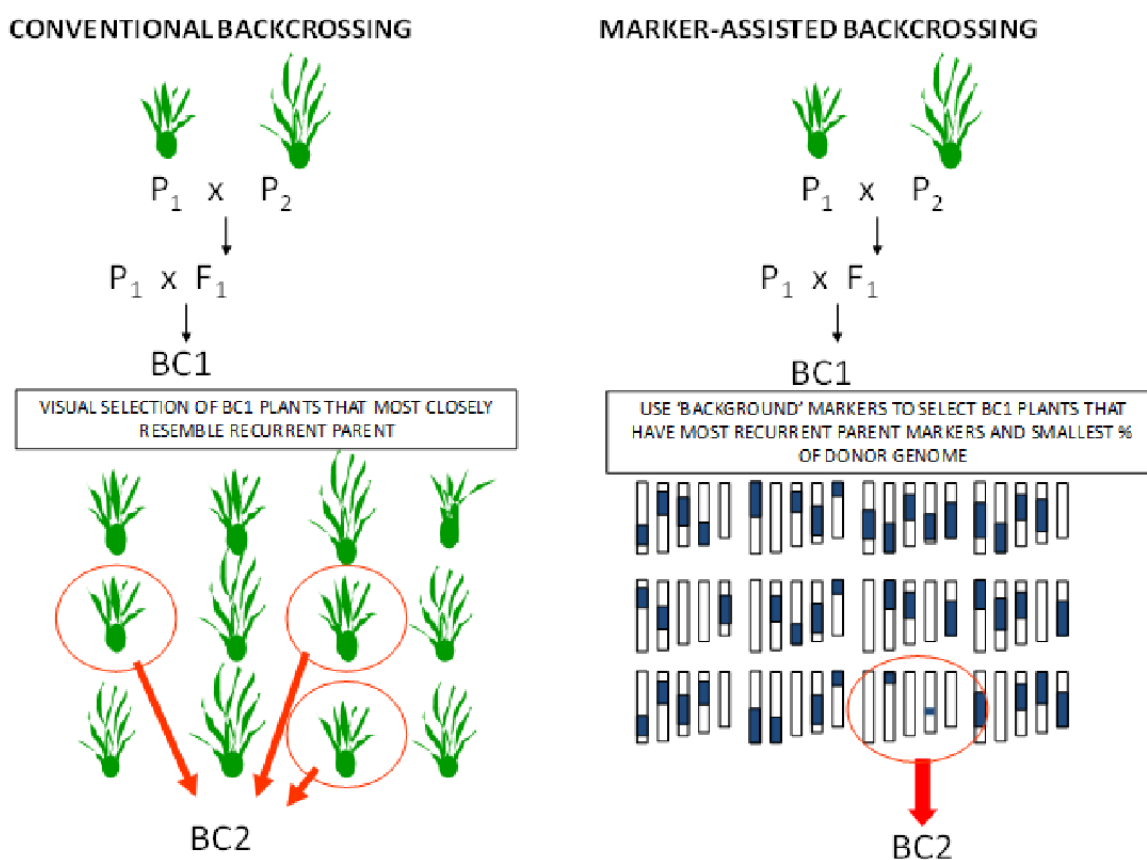 CONVENTIONAL BACKCROSSING
P₁ x P₂
P₁ x F₁
BC1
VISUAL SELECTION OF BC1 PLANTS THAT MOST CLOSELY
RESEMBLE RECURRENT PARENT
BC2
MARKER-ASSISTED BACKCROSSING
P₁ x P₂
P₁ x F₁
BC1
USE ‘BACKGROUND’ MARKERS TO SELECT BC1 PLANTS THAT
HAVE MOST RECURRENT PARENT MARKERS AND SMALLEST %
OF DONOR GENOME
BC2